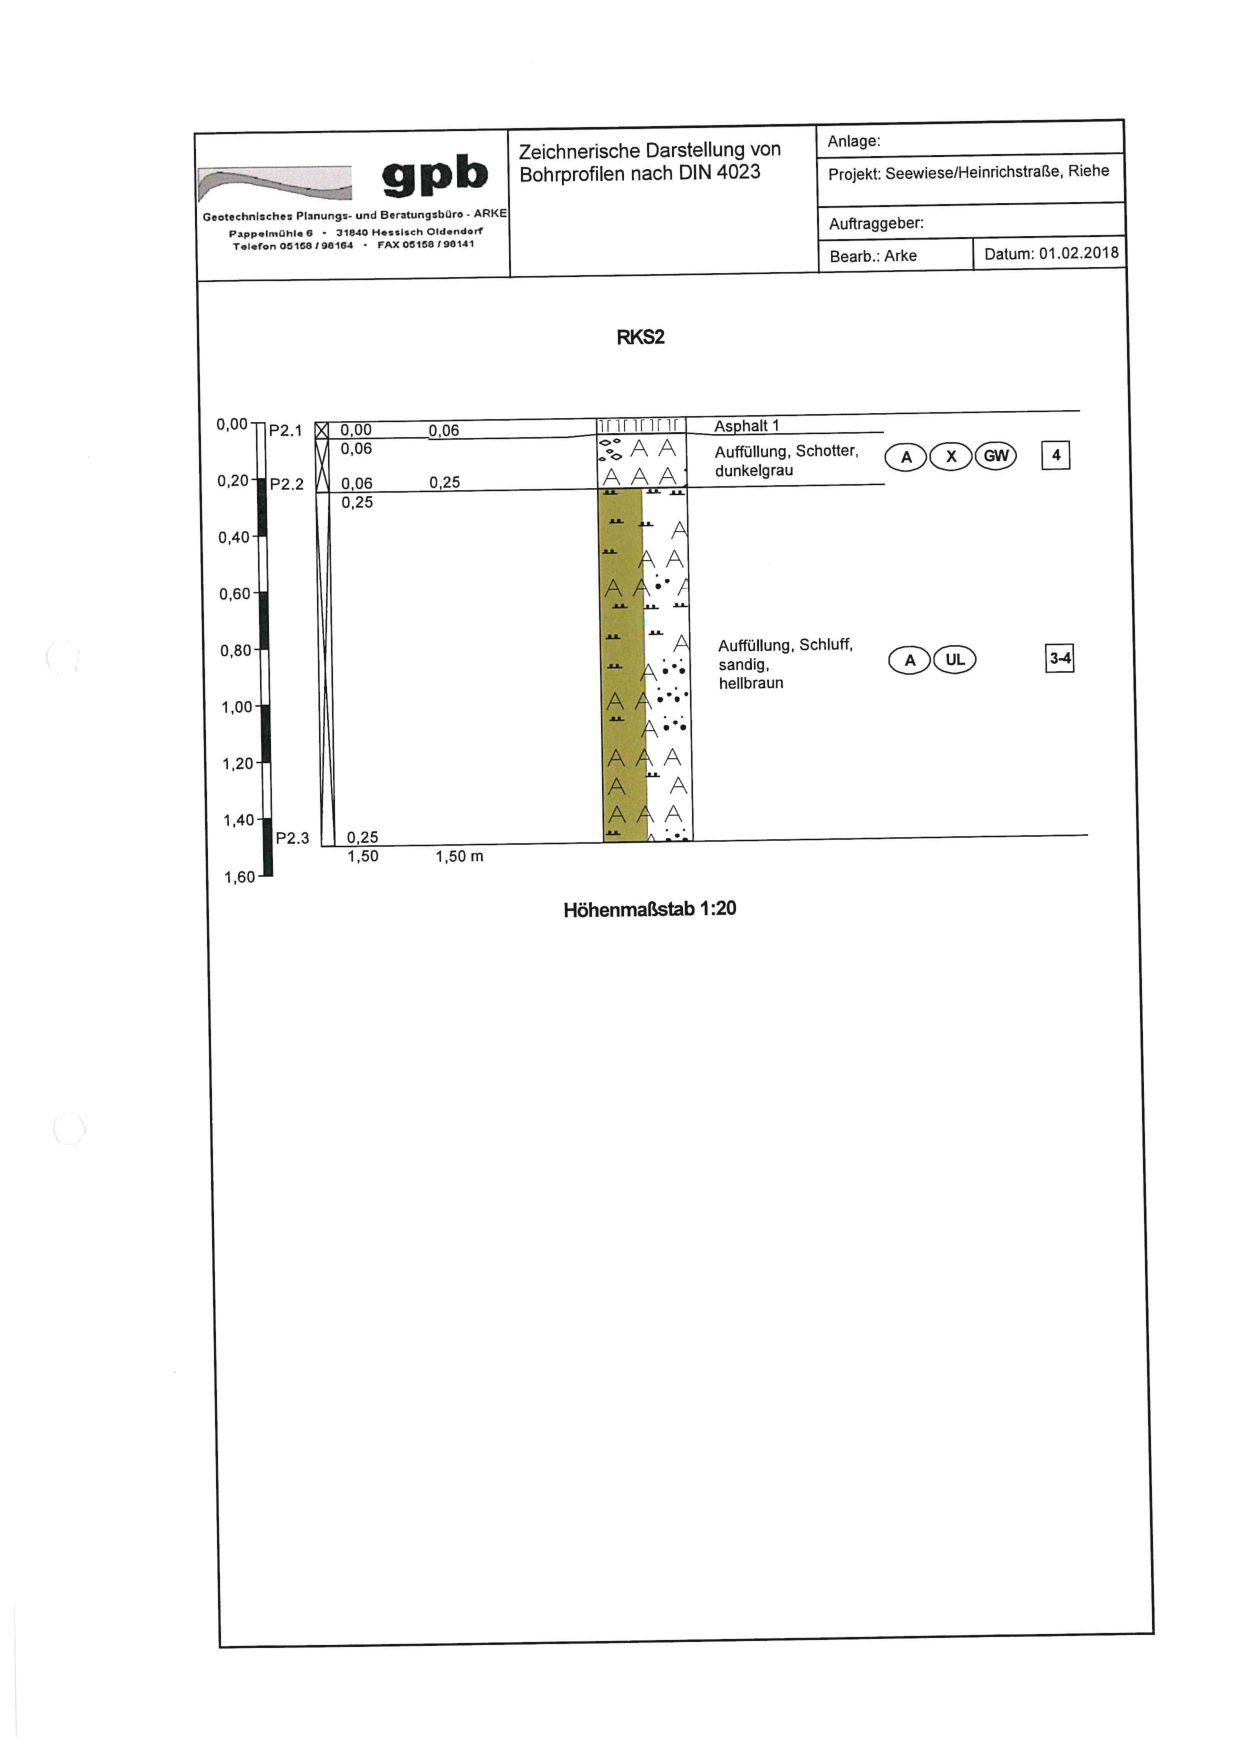 gpb
Geotechnisches Planungs- und Beratungsbüro - ARKE
Pappelmühle 6 - 31840 Hessisch Oldendorf
Telefon 05158 / 98164 - FAX 05158 / 98141
Zeichnerische Darstellung von
Bohrprofilen nach DIN 4023
Anlage:
Projekt: Seewiese/Heinrichstraße, Riehe
Auftraggeber:
Bearb.: Arke
Datum: 01.02.2018
RKS2
0,00
P2.1
0,00
0,06
Asphalt 1
0,06
Auffüllung, Schotter,
dunkelgrau
A
X
GW
4
0,20
P2.2
0,06
0,25
0,25
0,40
0,60
0,80
Auffüllung, Schluff,
sandig,
hellbraun
A
UL
3-4
1,00
1,20
1,40
P2.3
0,25
1,50
1,50 m
1,60
Höhenmaßstab 1:20